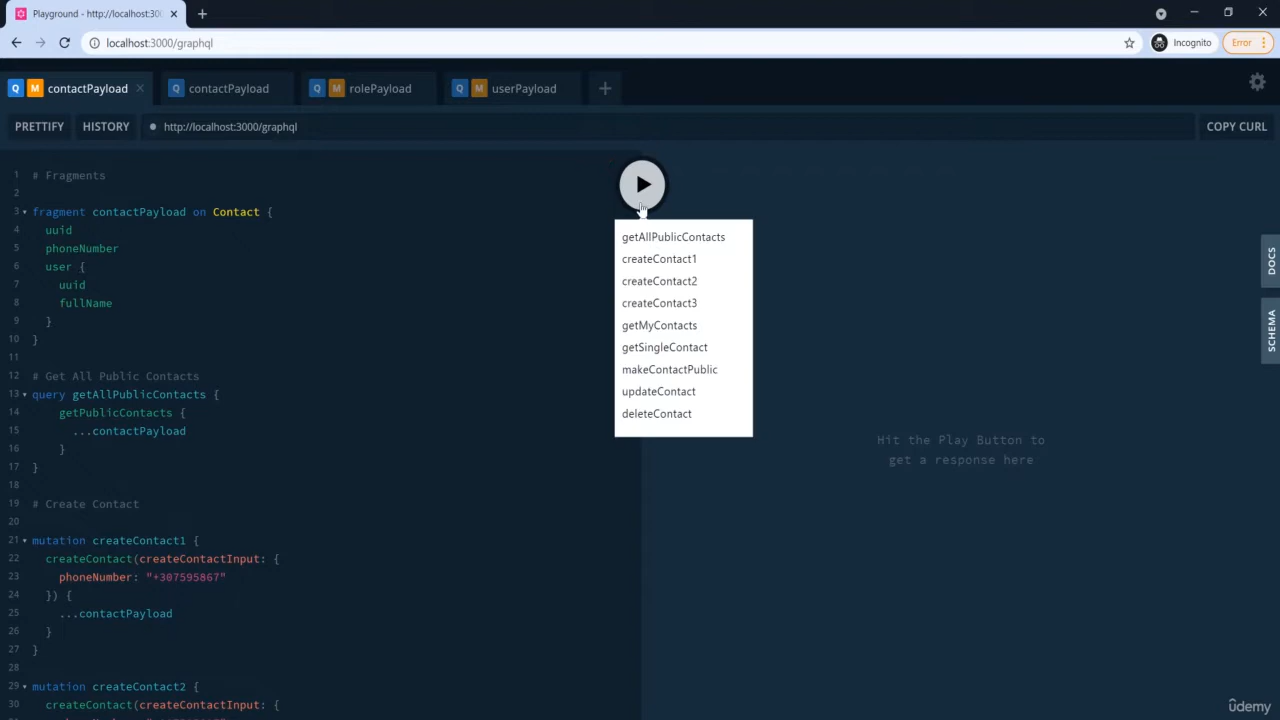 Playground - http://localhost:300
localhost:3000/graphql
Incognito
Error
Q M contactPayload
Q contactPayload
Q M rolePayload
Q M userPayload
PRETTIFY
HISTORY
http://localhost:3000/graphql
COPY CURL
1 # Fragments
2
3 fragment contactPayload on Contact {
4 uuid
5 phoneNumber
6 user {
7 uuid
8 fullName
9 }
10 }
11
12 # Get All Public Contacts
13 query getAllPublicContacts {
14 getPublicContacts {
15 ...contactPayload
16 }
17 }
18
19 # Create Contact
20
21 mutation createContact1 {
22 createContact(createContactInput: {
23 phoneNumber: "+307595867"
24 }) {
25 ...contactPayload
26 }
27 }
28
29 mutation createContact2 {
30 createContact(createContactInput: {
getAllPublicContacts
createContact1
createContact2
createContact3
getMyContacts
getSingleContact
makeContactPublic
updateContact
deleteContact
Hit the Play Button to
get a response here
DOCS
SCHEMA
ûdemy